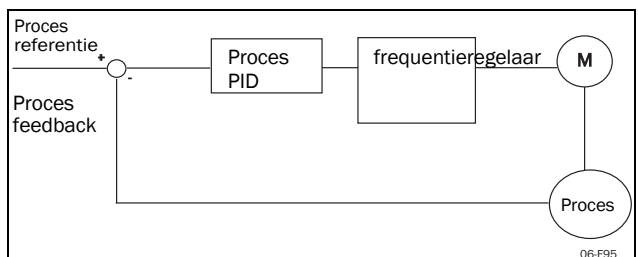 Proces
referentie
+
-
Proces
feedback
Proces
PID
frequentieregelaar
M
Proces
06-F95